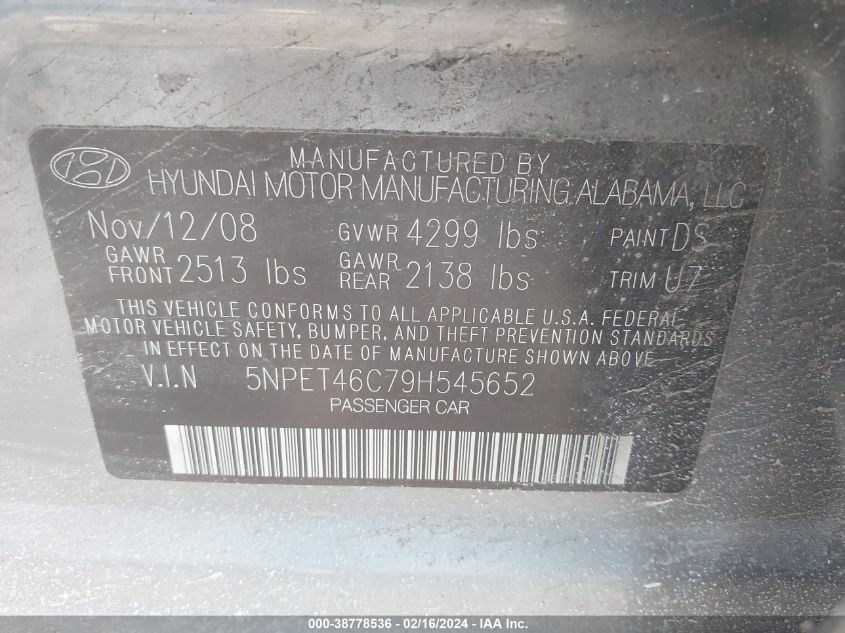 MANUFACTURED BY
HYUNDAI MOTOR MANUFACTURING ALABAMA, LLC
Nov/12/08 GVWR 4299 lbs PAINT DS
GAWR FRONT 2513 lbs GAWR REAR 2138 lbs TRIM UZ
THIS VEHICLE CONFORMS TO ALL APPLICABLE U.S.A. FEDERAL
MOTOR VEHICLE SAFETY, BUMPER, AND THEFT PREVENTION STANDARDS
IN EFFECT ON THE DATE OF MANUFACTURE SHOWN ABOVE.
V.I.N 5NPET46C79H545652
PASSENGER CAR
000-38778536 - 02/16/2024 - IAA, Inc.